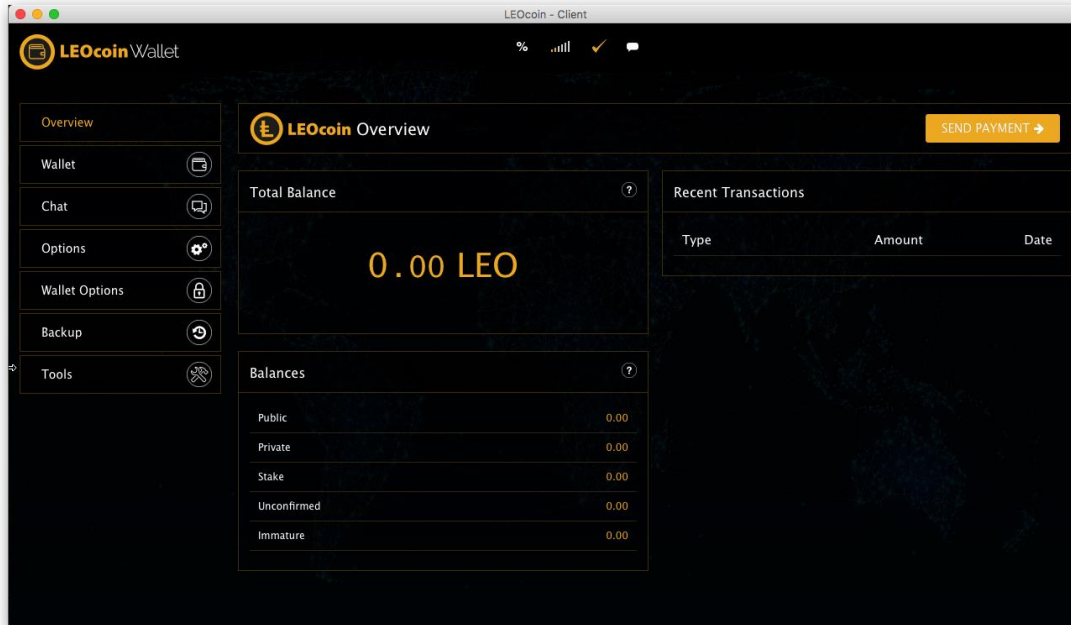 LEOcoin - Client
LEOcoin Wallet
%
Overview
Wallet
Chat
Options
Wallet Options
Backup
Tools
LEOcoin Overview
SEND PAYMENT →
Total Balance ?
0.00 LEO
Balances ?
Public 0.00
Private 0.00
Stake 0.00
Unconfirmed 0.00
Immature 0.00
Recent Transactions
Type Amount Date